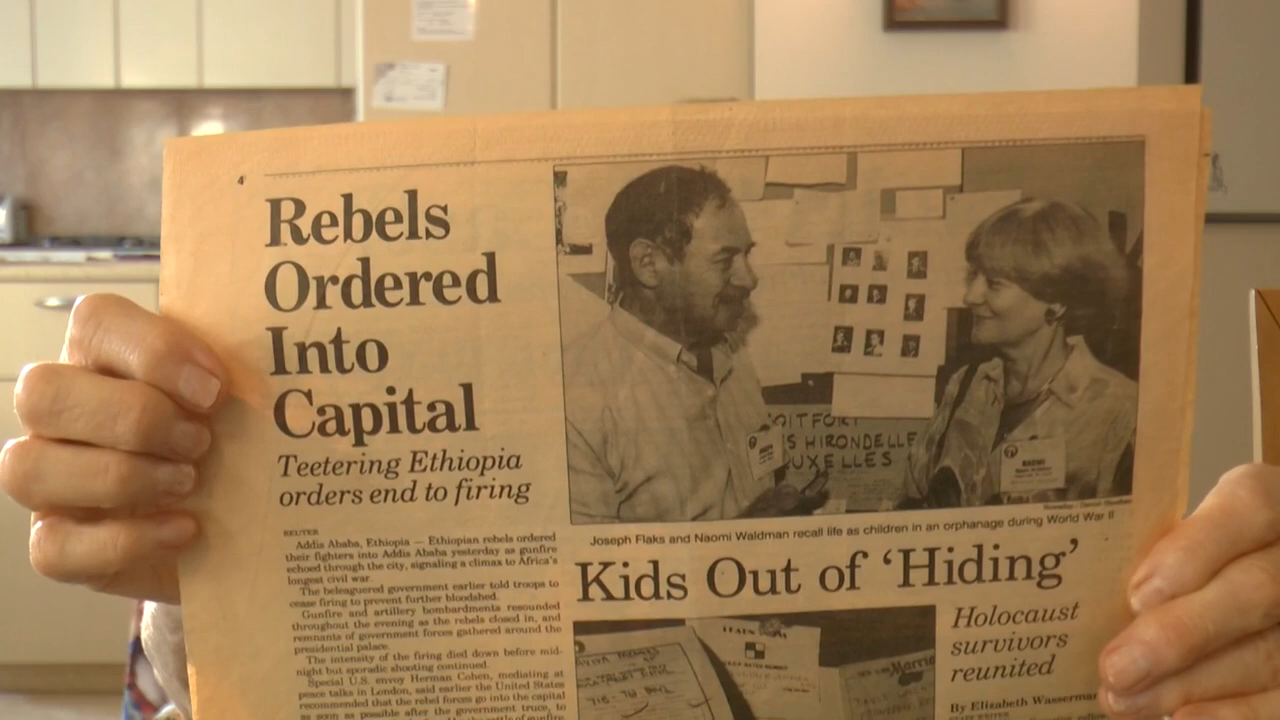 4
Rebels
Ordered
Into
Capital
Teetering Ethiopia
orders end to firing
REUTER
Addis Ababa, Ethiopia — Ethiopian rebels ordered
their fighters into Addis Ababa yesterday as gunfire
echoed through the city, signaling a climax to Africa's
longest civil war.
The beleaguered government earlier told troops to
cease firing to prevent further bloodshed.
Gunfire and artillery bombardments resounded
throughout the evening as the rebels closed in, and
remnants of government forces gathered around the
presidential palace.
The intensity of the firing died down before mid-
night but sporadic shooting continued.
Special U.S. envoy Herman Cohen, mediating at
peace talks in London, said earlier the United States
recommended that the rebel forces go into the capital
as soon as possible after the government truce, to
HIRONDELLE
UXELLES
NAOMI
Joseph Flaks and Naomi Waldman recall life as children in an orphanage during World War II
Kids Out of ‘Hiding’
Holocaust
survivors
reunited
By Elizabeth Wasserman